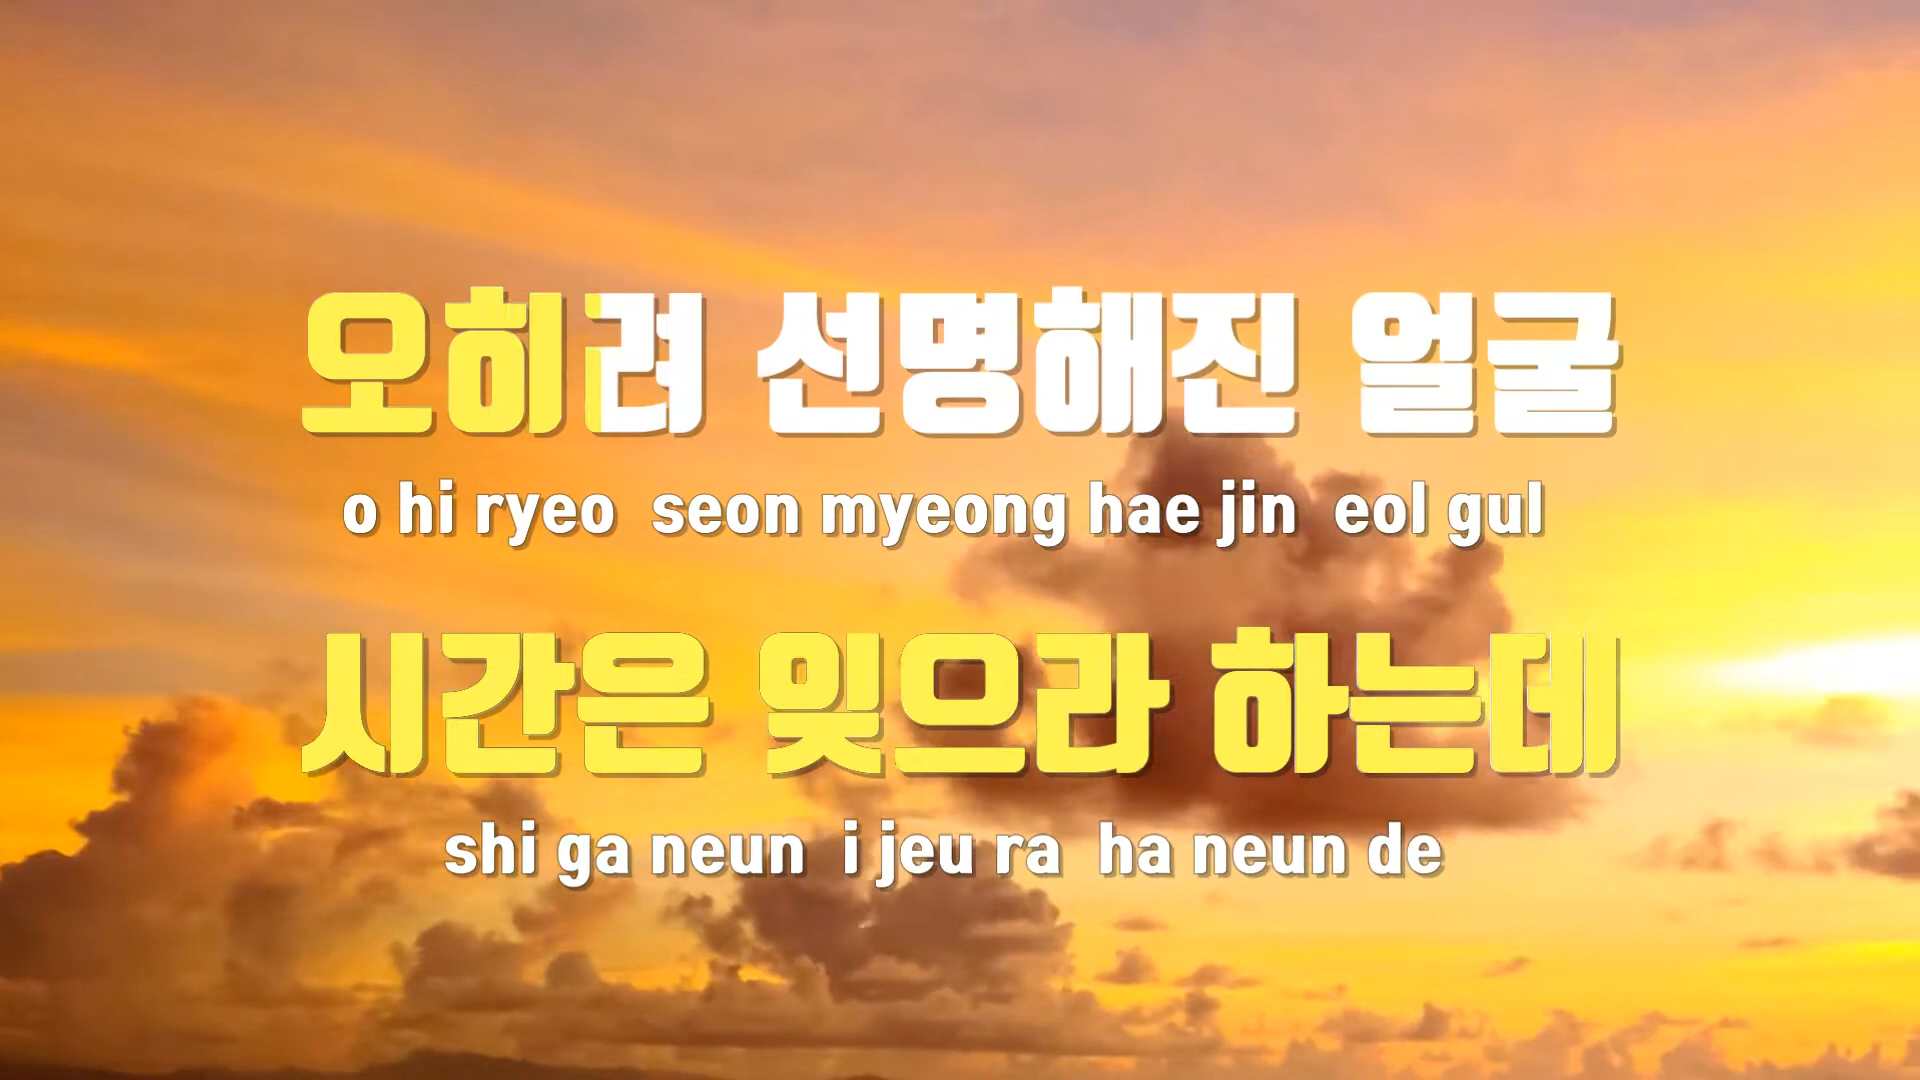 오히려 선명해진 얼굴
o hi ryeo seon myeong hae jin eol gul
시간은 잊으라 하는데
shi ga neun i jeu ra ha neun de